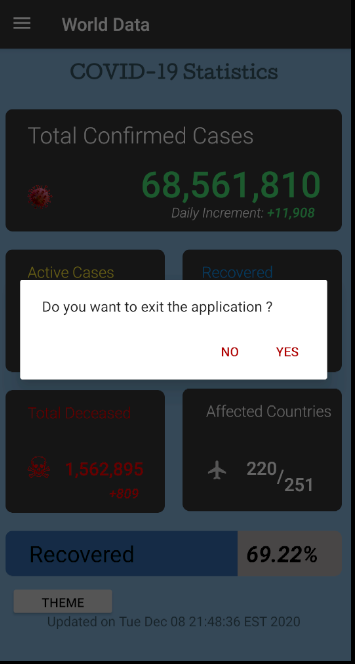 World Data
COVID-19 Statistics
Total Confirmed Cases
68,561,810
Daily Increment: +11,908
Active Cases
Recovered
Do you want to exit the application ?
NO
YES
Total Deceased
1,562,895
+809
Affected Countries
220/251
Recovered
69.22%
THEME
Updated on Tue Dec 08 21:48:36 EST 2020